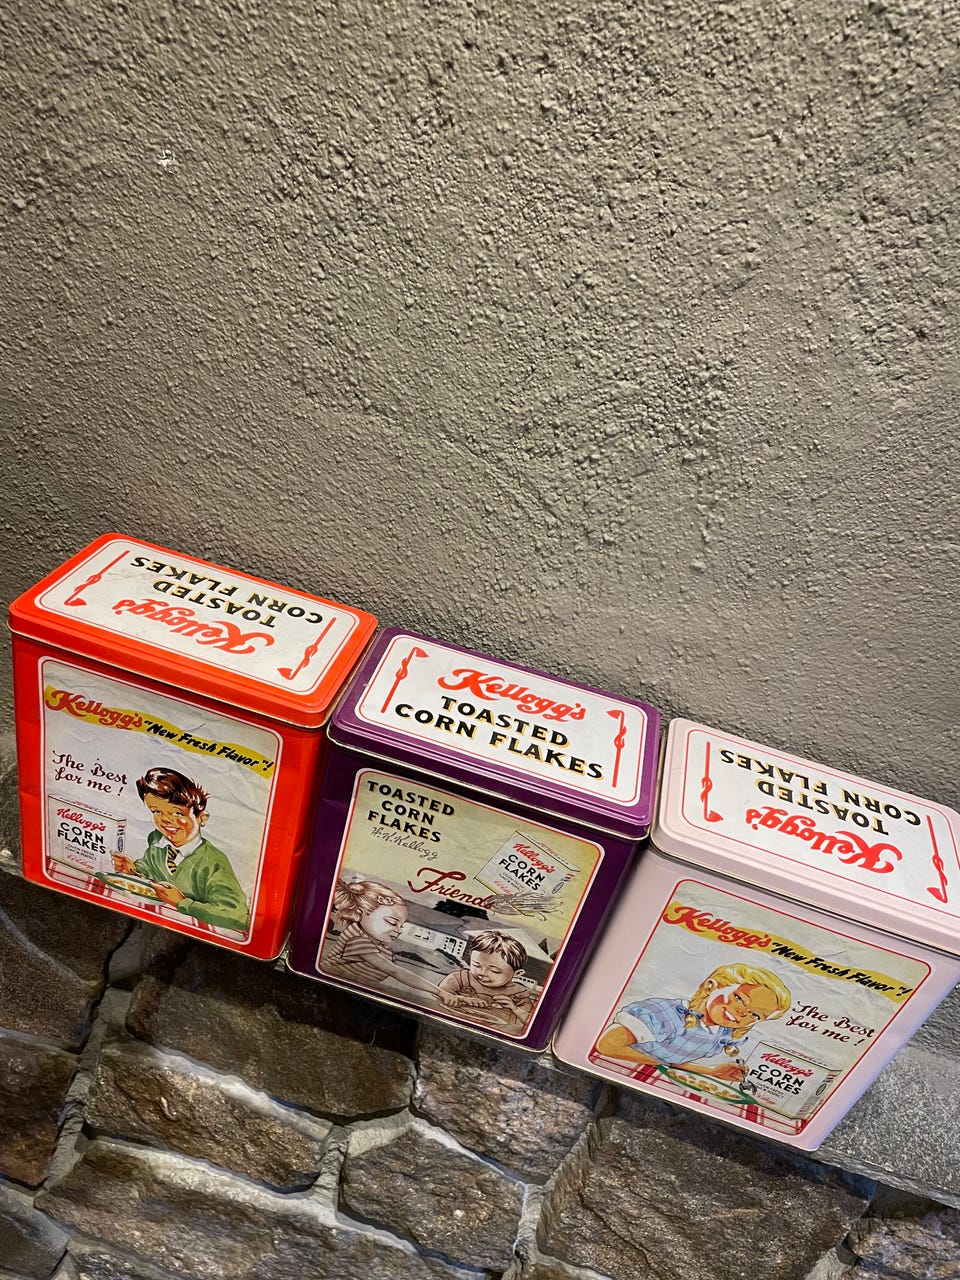 Kellogg's
TOASTED
CORN FLAKES
Kellogg's "New Fresh Flavor"!
The Best
for me!
Kellogg's
CORN
FLAKES
Kellogg's
TOASTED
CORN FLAKES
TOASTED
CORN
FLAKES
W.K.Kellogg
Kellogg's
CORN
FLAKES
Friends
Kellogg's
TOASTED
CORN FLAKES
Kellogg's "New Fresh Flavor"!
The Best
for me!
Kellogg's
CORN
FLAKES